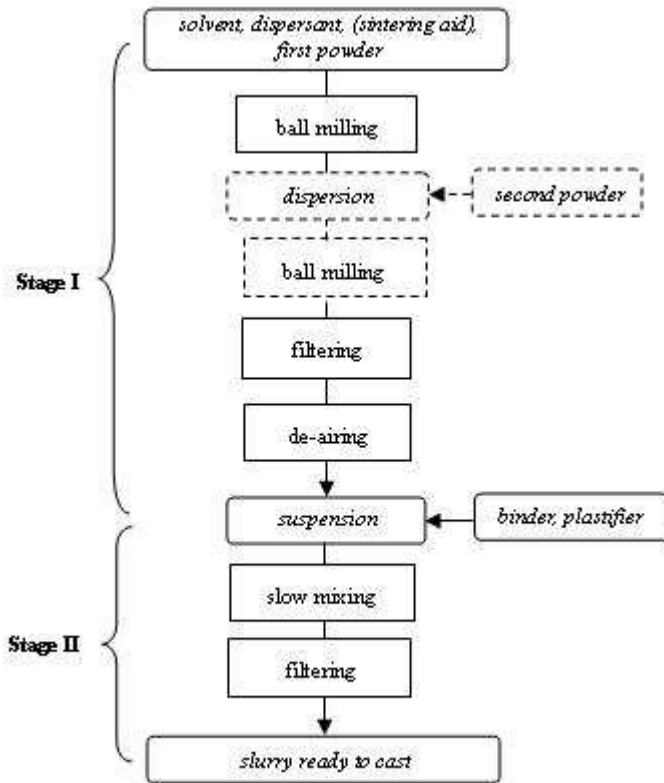 solvent, dispersant, (sintering aid),
first powder
ball milling
dispersion
second powder
ball milling
Stage I
filtering
de-airing
suspension
binder, plastifier
slow mixing
Stage II
filtering
slurry ready to cast